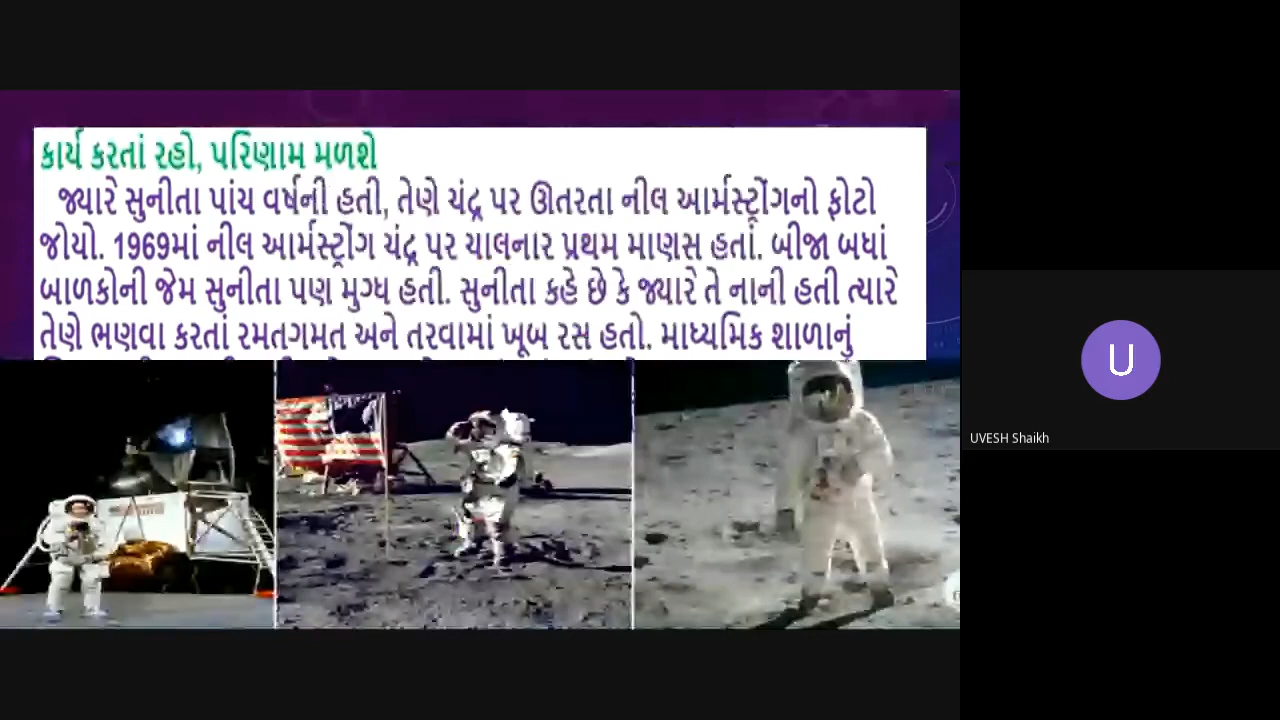 કાર્ય કરતાં રહો, પરિણામ મળશે
જ્યારે સુનીતા પાંચ વર્ષની હતી, તેણે ચંદ્ર પર ઊતરતા નીલ આર્મસ્ટ્રોંગનો ફોટો
જોયો. 1969માં નીલ આર્મસ્ટ્રોંગ ચંદ્ર પર ચાલનાર પ્રથમ માણસ હતાં. બીજા બધાં
બાળકોની જેમ સુનીતા પણ મુગ્ધ હતી. સુનીતા કહે છે કે જ્યારે તે નાની હતી ત્યારે
તેણે ભણવા કરતાં રમતગમત અને તરવામાં ખૂબ રસ હતો. માધ્યમિક શાળાનું
U
UVESH Shaikh